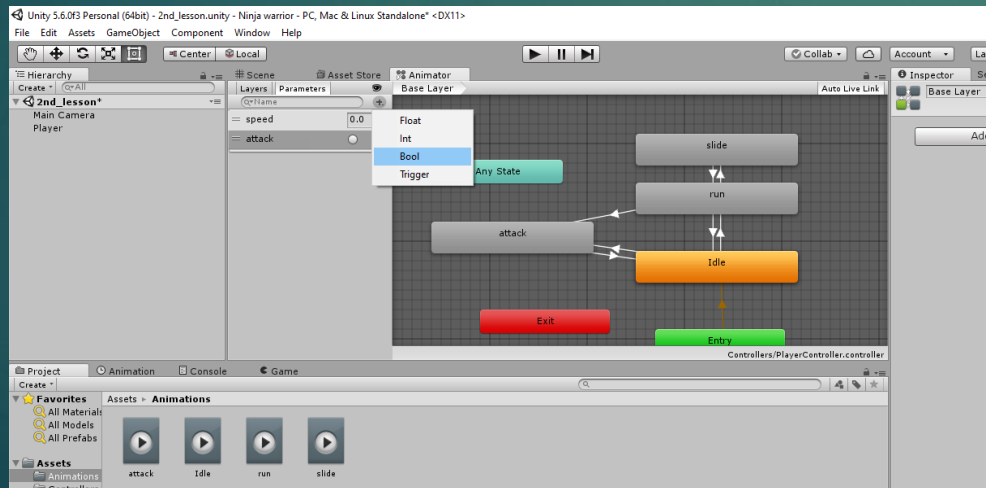 Unity 5.6.0f3 Personal (64bit) - 2nd_lesson.unity - Ninja warrior - PC, Mac & Linux Standalone* <DX11>
File Edit Assets GameObject Component Window Help
Center Local Collab Account La
Hierarchy Scene Asset Store Animator Inspector Se
Create All Layers Parameters Base Layer Auto Live Link Base Layer
2nd_lesson* Name
Main Camera speed 0.0 Float
Player attack Int
Bool
Trigger
Add
slide
Any State
run
attack
Idle
Exit
Entry
Controllers/PlayerController.controller
Project Animation Console Game
Create
Favorites Assets Animations
All Materials
All Models
All Prefabs
Assets
Animations attack Idle run slide